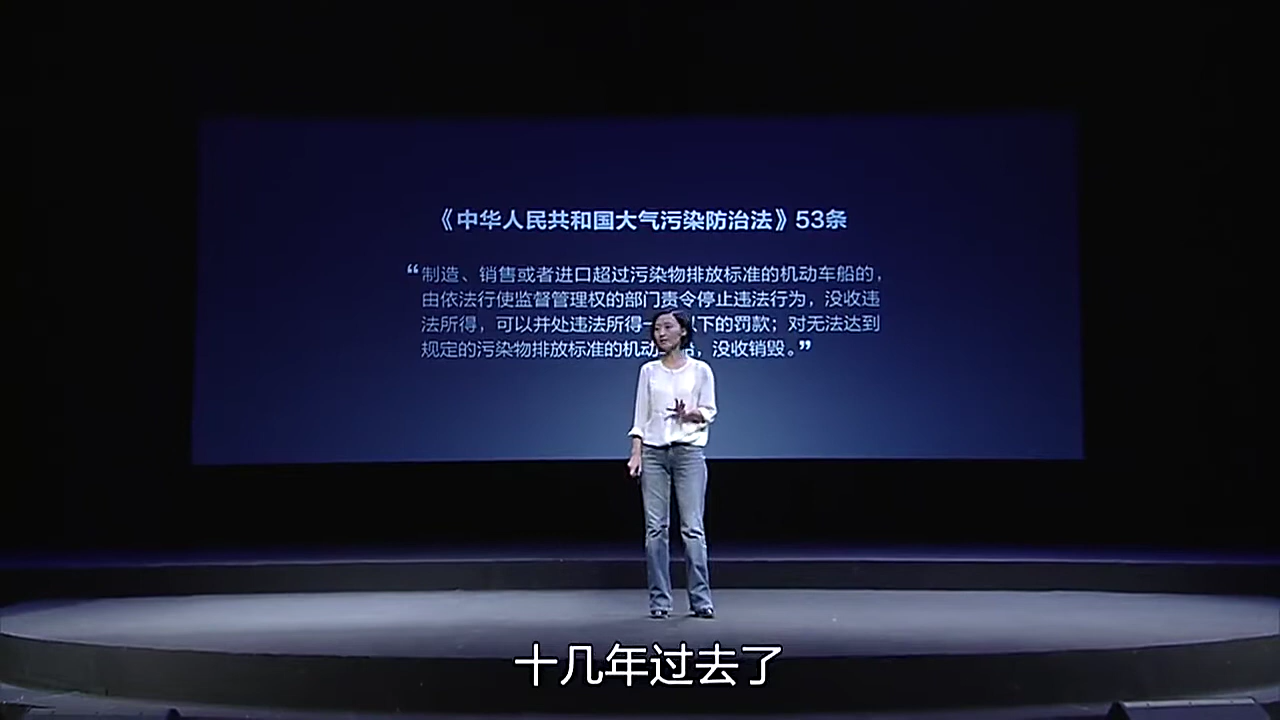 《中华人民共和国大气污染防治法》53条
“制造、销售或者进口超过污染物排放标准的机动车船的,
由依法行使监督管理权的部门责令停止违法行为，没收违
法所得，可以并处违法所得一 以下的罚款；对无法达到
规定的污染物排放标准的机动 船，没收销毁。”
十几年过去了